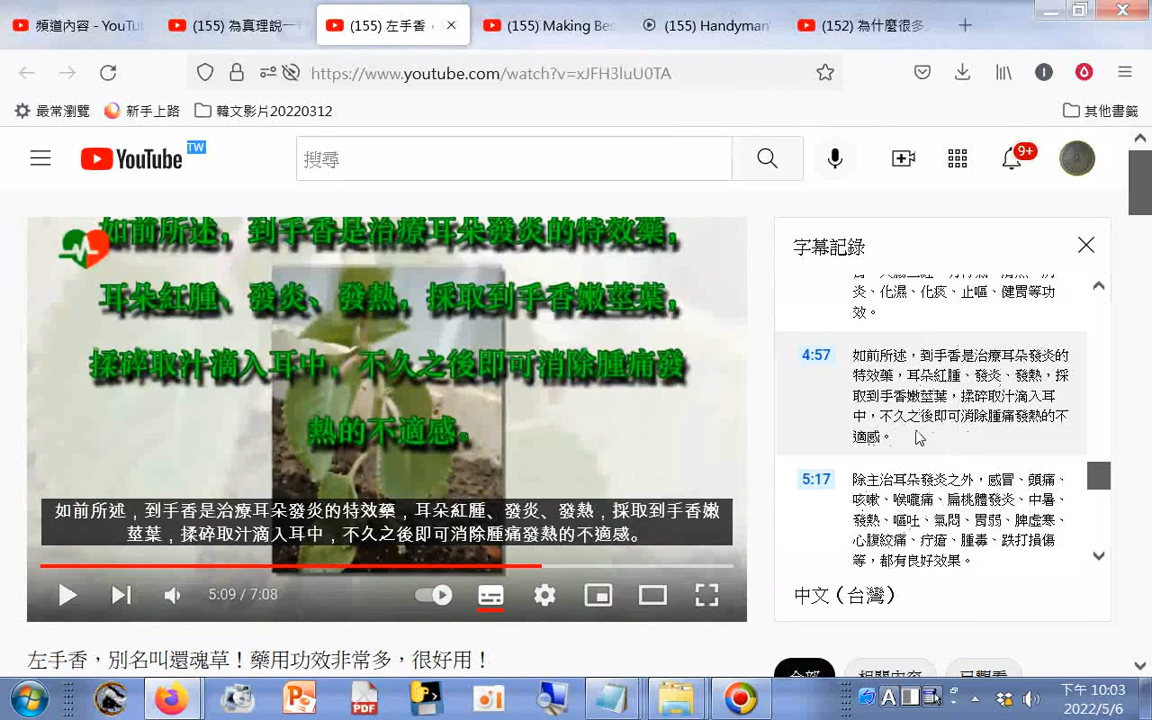 頻道內容 - YouTu
(155) 為真理說一
(155) 左手香，
(155) Making Bes
(155) Handyman
(152) 為什麼很多
https://www.youtube.com/watch?v=xJFH3luU0TA
最常瀏覽
新手上路
韓文影片20220312
其他書籤
YouTube
TW
搜尋
9+
如前所述，到手香是治療耳朵發炎的特效藥，
耳朵紅腫、發炎、發熱，採取到手香嫩莖葉，
揉碎取汁滴入耳中，不久之後即可消除腫痛發
熱的不適感。
如前所述，到手香是治療耳朵發炎的特效藥，耳朵紅腫、發炎、發熱，採取到手香嫩
莖葉，揉碎取汁滴入耳中，不久之後即可消除腫痛發熱的不適感。
5:09 / 7:08
左手香，別名叫還魂草！藥用功效非常多，很好用！
字幕記錄
炎、化濕、化痰、止嘔、健胃等功
效。
4:57
如前所述，到手香是治療耳朵發炎的
特效藥，耳朵紅腫、發炎、發熱，採
取到手香嫩莖葉，揉碎取汁滴入耳
中，不久之後即可消除腫痛發熱的不
適感。
5:17
除主治耳朵發炎之外，感冒、頭痛、
咳嗽、喉嚨痛、扁桃體發炎、中暑、
發熱、嘔吐、氣悶、胃弱、脾虛寒、
心腹絞痛、疔瘡、腫毒、跌打損傷
等，都有良好效果。
中文（台灣）
全部
相關內容
已觀看
PDF
A
下午 10:03
2022/5/6